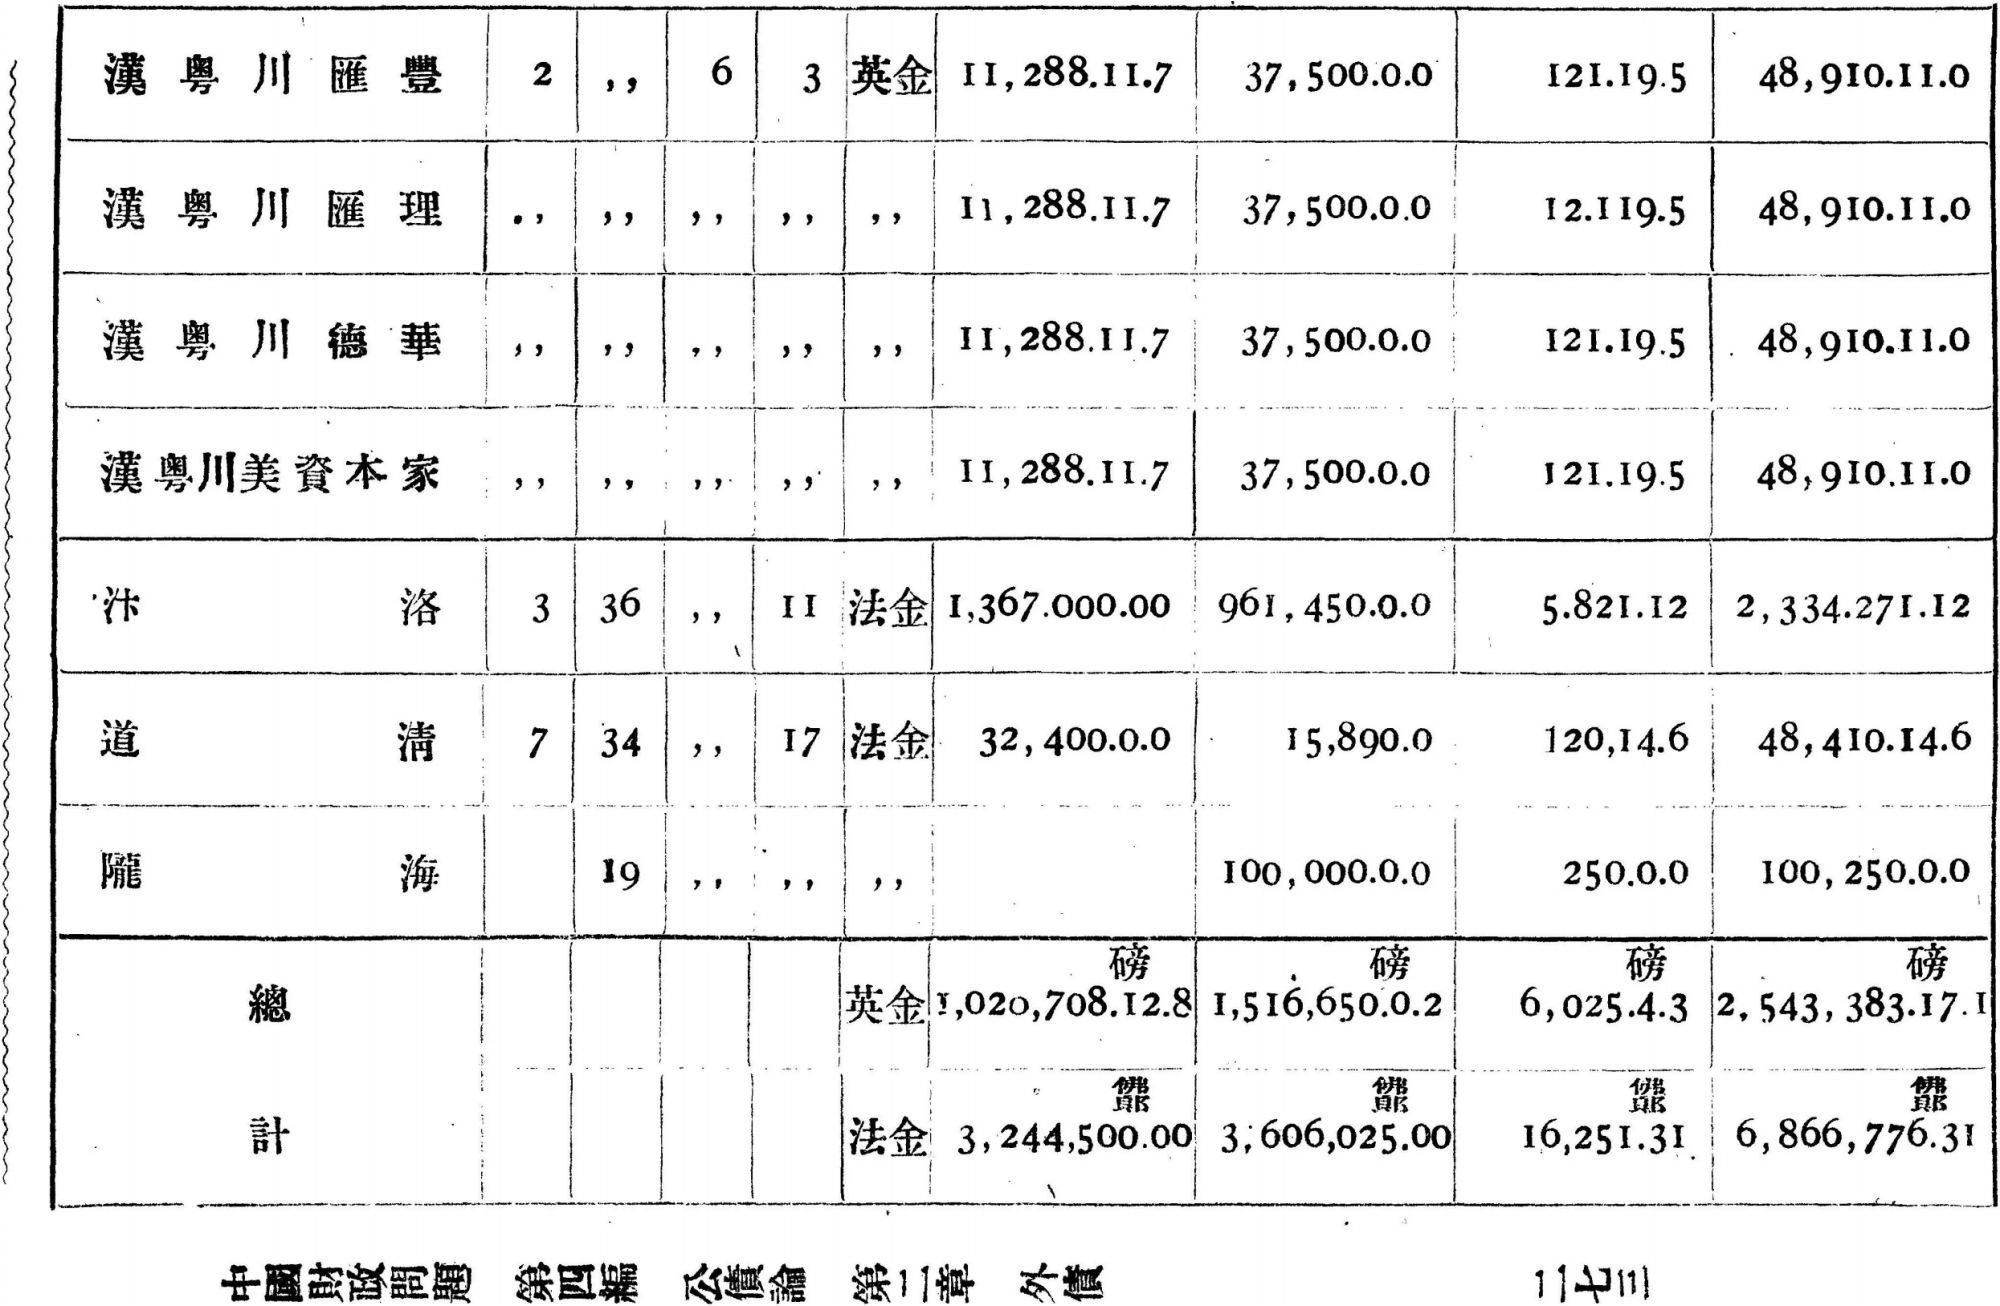 漢粵川匯豐 2 ,, 6 3 英金 11,288.11.7 37,500.0.0 121.19.5 48,910.11.0
漢粵川匯理 ,, ,, ,, ,, ,, 11,288.11.7 37,500.0.0 12.119.5 48,910.11.0
漢粵川德華 ,, ,, ,, ,, ,, 11,288.11.7 37,500.0.0 121.19.5 48,910.11.0
漢粵川美資本家 ,, ,, ,, ,, ,, 11,288.11.7 37,500.0.0 121.19.5 48,910.11.0
汴洛 3 36 ,, 11 法金 1,367.000.00 961,450.0.0 5.821.12 2,334.271.12
道淸 7 34 ,, 17 法金 32,400.0.0 15,890.0 120,14.6 48,410.14.6
隴海 19 ,, ,, ,, 100,000.0.0 250.0.0 100,250.0.0
磅 磅 磅 磅
總 英金 1,020,708.12.8 1,516,650.0.2 6,025.4.3 2,543,383.17.1
計 法金 3,244,500.00 3,606,025.00 16,251.31 6,866,776.31
中國財政問題 第四編 公債論 第二章 外債 二七三